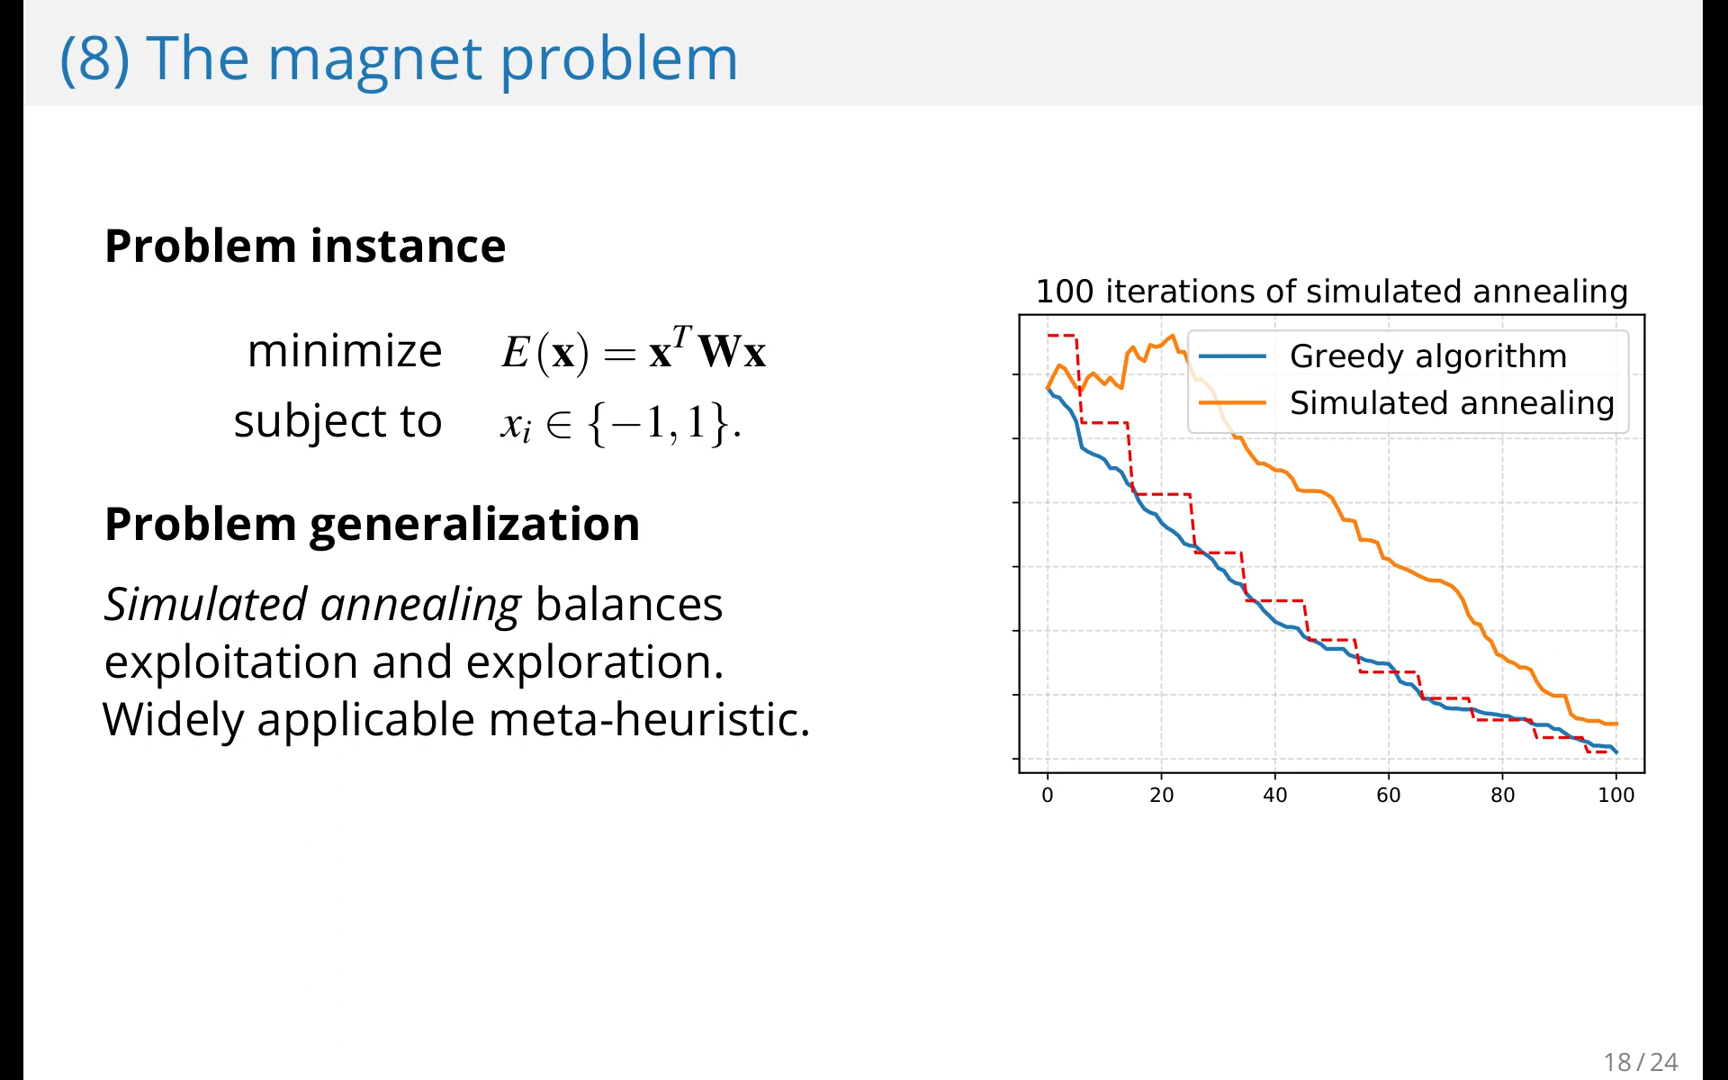 (8) The magnet problem
Problem instance
minimize E(x) = x^T Wx
subject to x_i ∈ {−1, 1}.
Problem generalization
Simulated annealing balances
exploitation and exploration.
Widely applicable meta-heuristic.
100 iterations of simulated annealing
Greedy algorithm
Simulated annealing
0 20 40 60 80 100
18 / 24